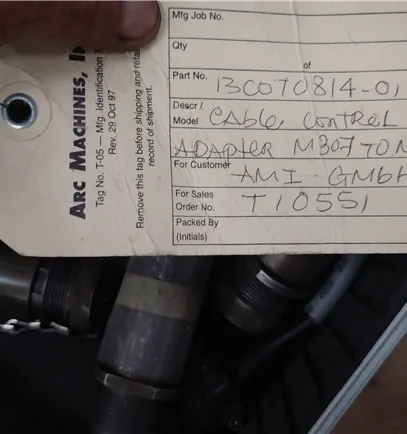 ARC MACHINES, IN
Tag No. T-05 — Mfg. Identification T
Rev. 29 Oct 97
Remove this tag before shipping and retain
record of shipment.
Mfg Job No.
Qty
of
Part No. 13C070814-01
Descr /
Model CABLE, CONTROL
ADAPTER M307 TO M
For Customer AMI GMbH
For Sales
Order No. T10551
Packed By
(Initials)